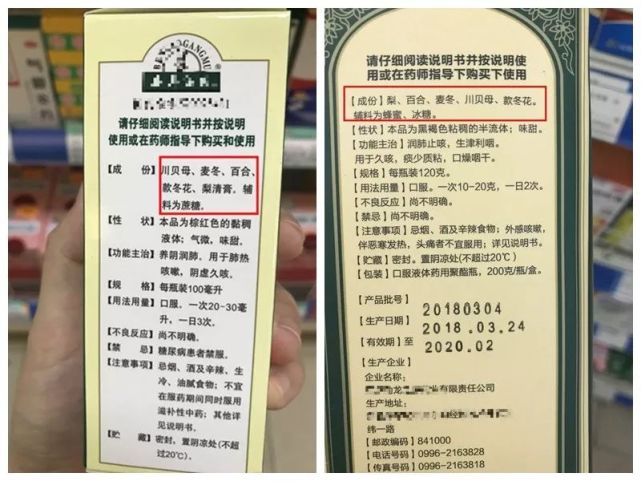 BENCAOGANGMU
请仔细阅读说明书并按说明
使用或在药师指导下购买和使用
【成 份】川贝母、麦冬、百合、
款冬花、梨清膏。辅
料为蔗糖。
【性 状】本品为棕红色的黏稠
液体；气微，味甜。
【功能主治】养阴润肺。用于肺热
咳嗽，阴虚久咳。
【规 格】每瓶装100毫升
【用法用量】口服，一次20~30毫
升，一日3次。
【不良反应】尚不明确。
【禁 忌】糖尿病患者禁服。
【注意事项】忌烟、酒及辛辣、生
冷、油腻食物；不宜
在服药期间同时服用
滋补性中药；其他详
见说明书。
【贮 藏】密封，置阴凉处(不超
过20℃）。
请仔细阅读说明书并按说明使
用或在药师指导下购买下使用
【成份】梨、百合、麦冬、川贝母、款冬花。
辅料为蜂蜜、冰糖。
【性状】本品为黑褐色粘稠的半流体；味甜。
【功能主治】润肺止咳，生津利咽。
用于久咳，痰少质粘，口燥咽干。
【规格】每瓶装120克。
【用法用量】口服。一次10-20克，一日2次。
【不良反应】尚不明确。
【禁忌】尚不明确。
【注意事项】忌烟、酒及辛辣食物；外感咳嗽，
伴恶寒发热，头痛者不宜服用；详见说明书。
【贮藏】密封。置阴凉处(不超过20℃）
【包装】口服液体药用聚酯瓶，200克/瓶/盒。
【产品批号】20180304
【生产日期】2018.03.24
【有效期】至 2020.02
【生产企业】
企业名称：
有限责任公司
生产地址：
纬一路
【邮政编码】841000
【电话号码】0996-2163828
【传真号码】0996-2163818